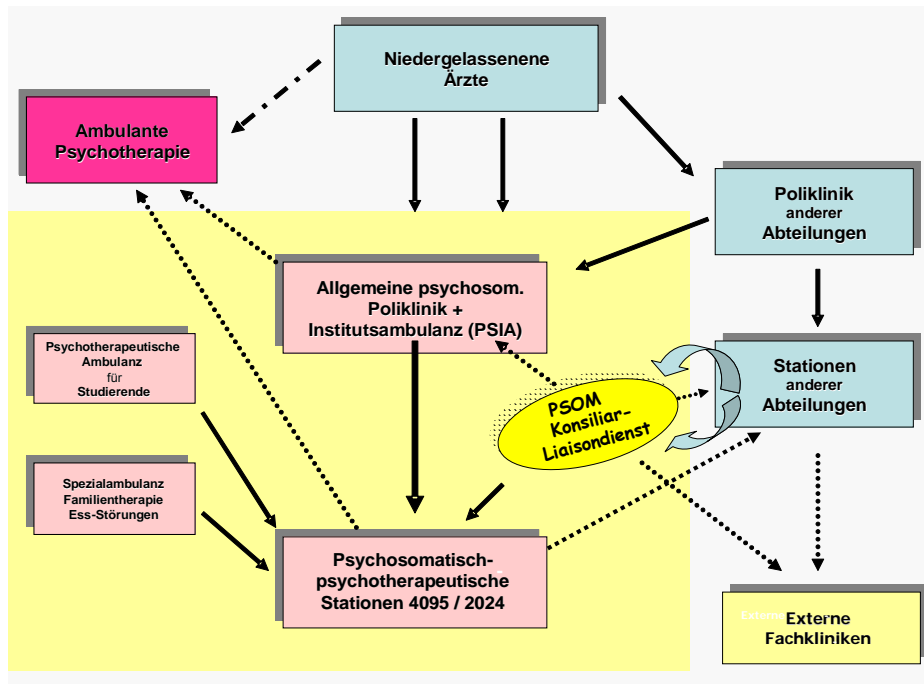 Niedergelassenene
Ärzte
Ambulante
Psychotherapie
Poliklinik
anderer
Abteilungen
Allgemeine psychosom.
Poliklinik +
Institutsambulanz (PSIA)
Psychotherapeutische
Ambulanz
für
Studierende
Stationen
anderer
Abteilungen
PSOM
Konsiliar-
Liaisondienst
Spezialambulanz
Familientherapie
Ess-Störungen
Psychosomatisch-
psychotherapeutische
Stationen 4095 / 2024
Externe
Fachkliniken